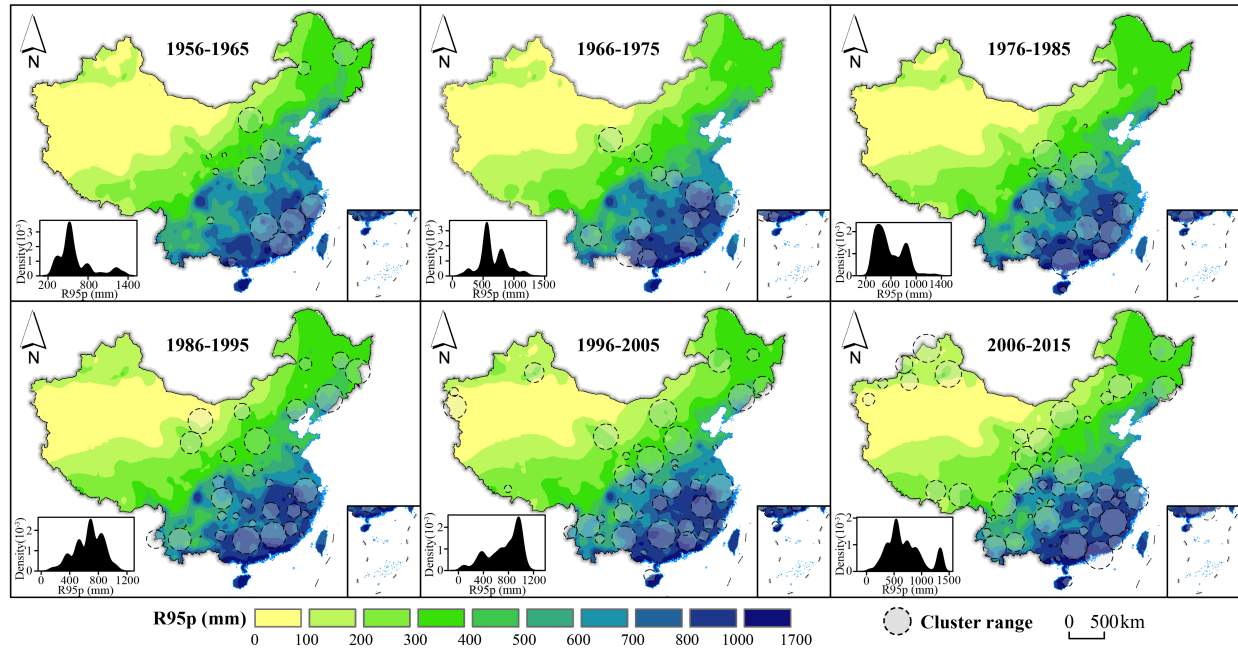 1956-1965
N
Density(10⁻³)
3
2
1
0
200
800
1400
R95p (mm)
1966-1975
N
Density(10⁻³)
3
2
1
0
0
500
1000
1500
R95p (mm)
1976-1985
N
Density(10⁻³)
2
1
0
200
600
1000
1400
R95p (mm)
1986-1995
N
Density(10⁻³)
2
1
0
0
400
800
1200
R95p (mm)
1996-2005
N
Density(10⁻³)
2
1
0
0
400
800
1200
R95p (mm)
2006-2015
N
Density(10⁻³)
2
1
0
0
500
1000
1500
R95p (mm)
R95p (mm)
0 100 200 300 400 500 600 700 800 1000 1700
Cluster range
0 500km